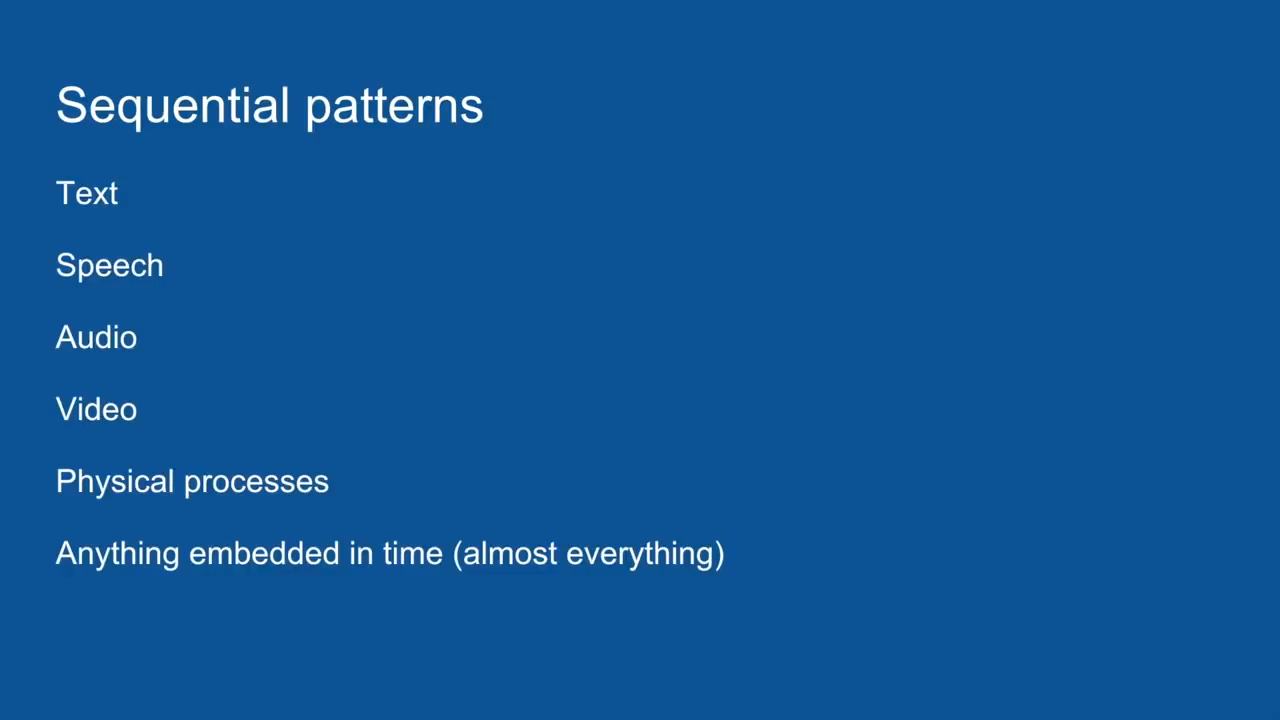 Sequential patterns
Text
Speech
Audio
Video
Physical processes
Anything embedded in time (almost everything)